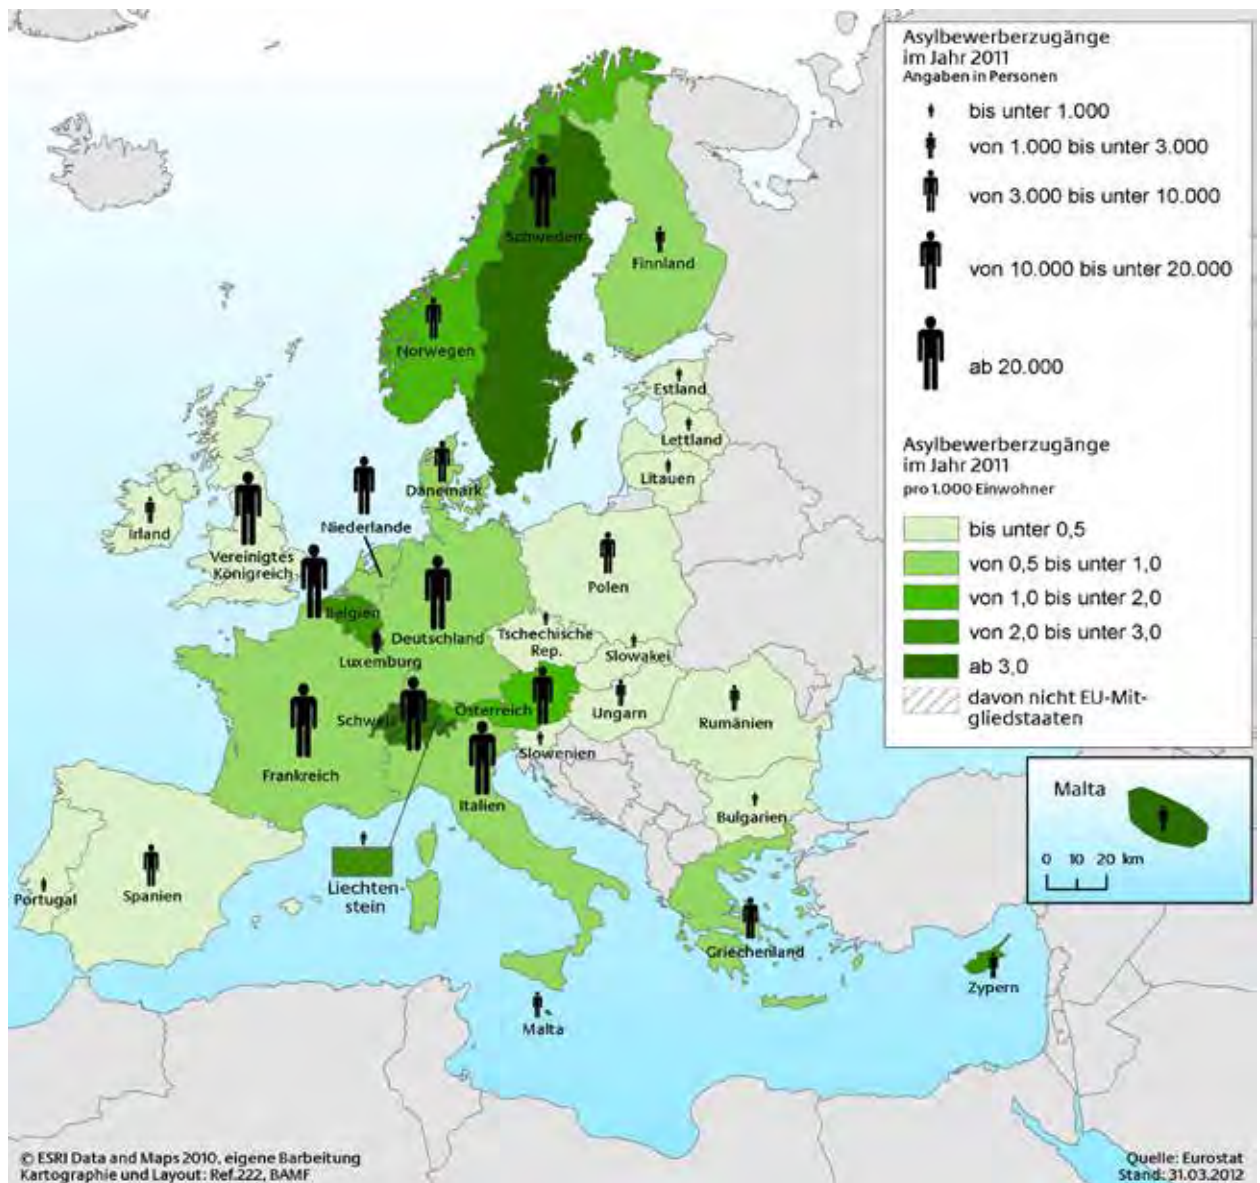 Asylbewerberzugänge
im Jahr 2011
Angaben in Personen
bis unter 1.000
von 1.000 bis unter 3.000
von 3.000 bis unter 10.000
von 10.000 bis unter 20.000
ab 20.000
Asylbewerberzugänge
im Jahr 2011
pro 1.000 Einwohner
bis unter 0,5
von 0,5 bis unter 1,0
von 1,0 bis unter 2,0
von 2,0 bis unter 3,0
ab 3,0
davon nicht EU-Mit-
gliedstaaten
Schweden
Finnland
Norwegen
Estland
Lettland
Litauen
Dänemark
Niederlande
Irland
Vereinigtes
Königreich
Belgien
Deutschland
Polen
Luxemburg
Tschechische
Rep.
Slowakei
Schweiz
Österreich
Ungarn
Rumänien
Slowenien
Frankreich
Italien
Bulgarien
Liechten-
stein
Portugal
Spanien
Griechenland
Zypern
Malta
Malta
0 10 20 km
© ESRI Data and Maps 2010, eigene Barbeitung
Kartographie und Layout: Ref.222, BAMF
Quelle: Eurostat
Stand: 31.03.2012